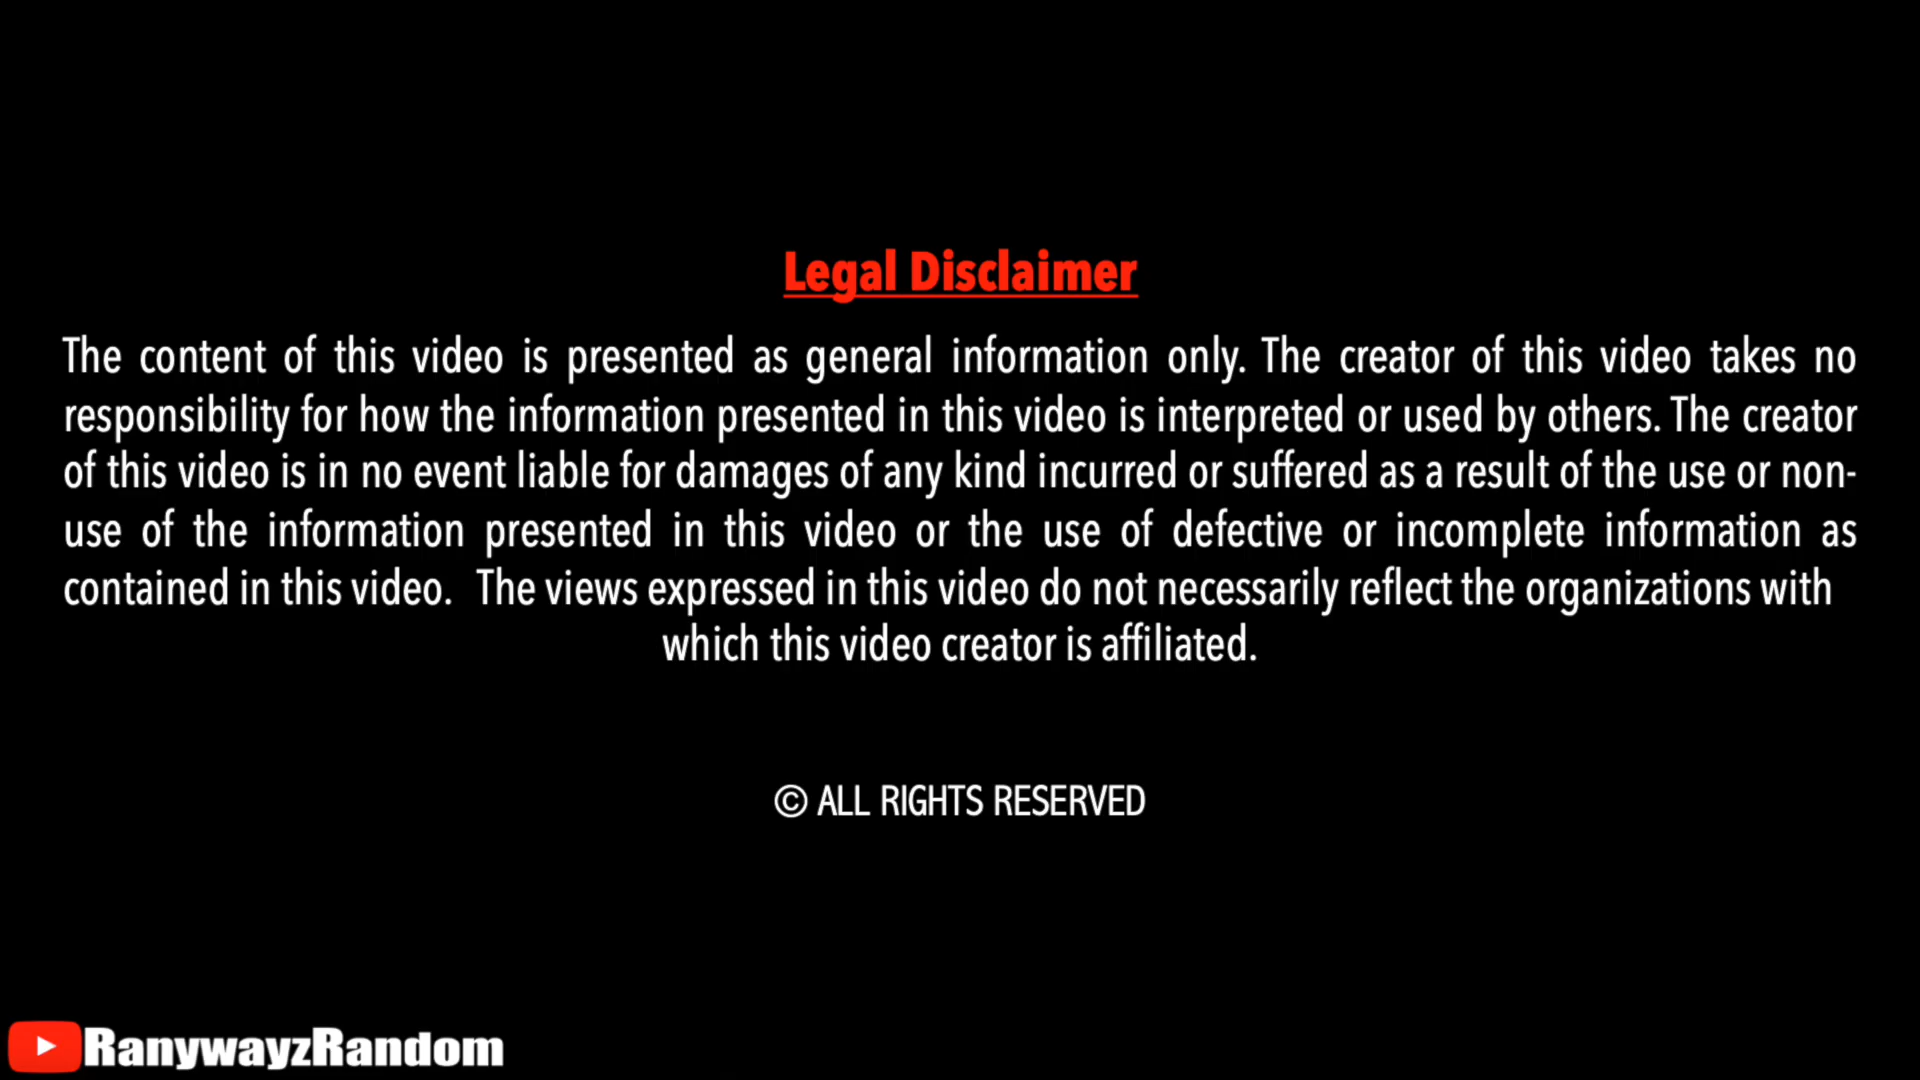 Legal Disclaimer
The content of this video is presented as general information only. The creator of this video takes no
responsibility for how the information presented in this video is interpreted or used by others. The creator
of this video is in no event liable for damages of any kind incurred or suffered as a result of the use or non-
use of the information presented in this video or the use of defective or incomplete information as
contained in this video. The views expressed in this video do not necessarily reflect the organizations with
which this video creator is affiliated.
© ALL RIGHTS RESERVED
RanywayzRandom